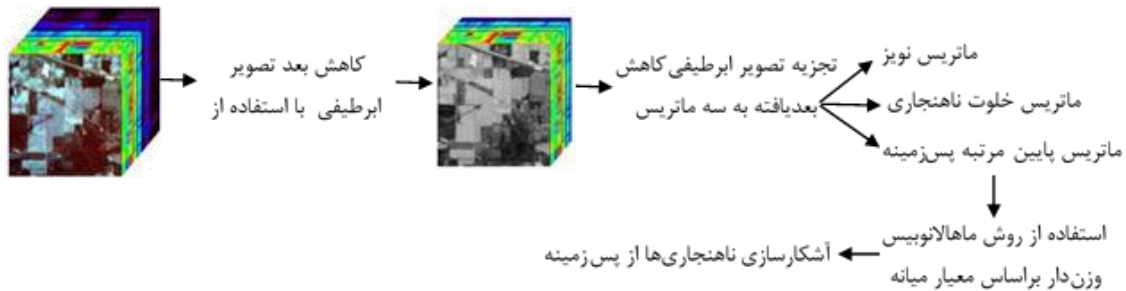 کاهش بعد تصویر
ابرطیفی با استفاده از
تجزیه تصویر ابرطیفی کاهش
بعدیافته به سه ماتریس
ماتریس نویز
ماتریس خلوت ناهنجاری
ماتریس پایین مرتبه پس‌زمینه
استفاده از روش ماهالانوبیس
وزن‌دار براساس معیار میانه
آشکارسازی ناهنجاری‌ها از پس‌زمینه